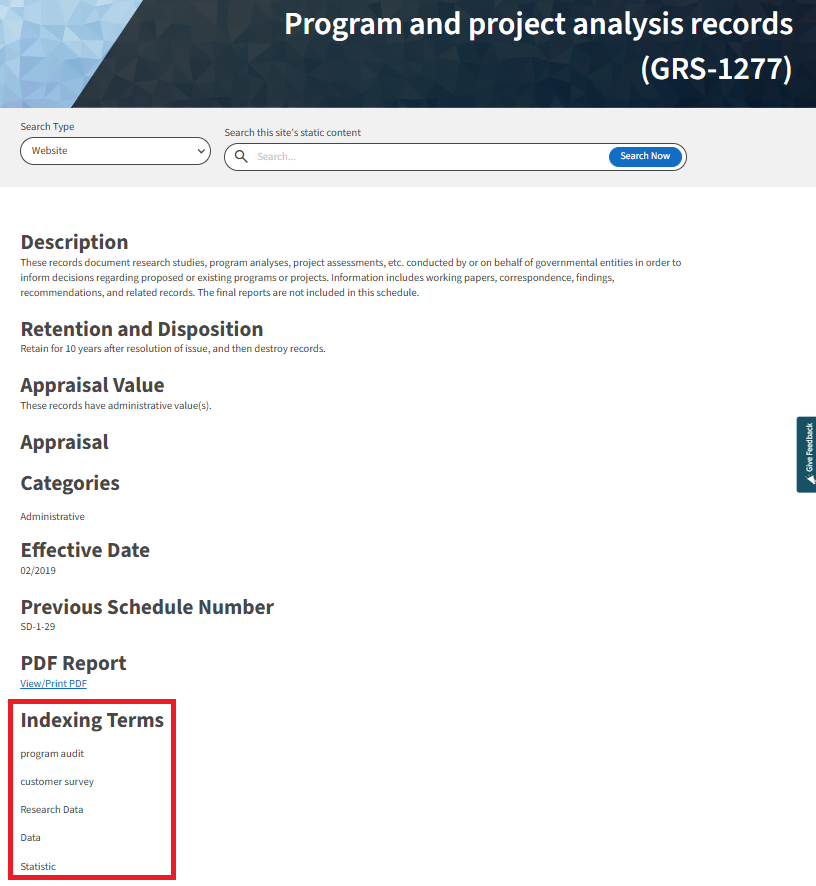 Program and project analysis records
(GRS-1277)
Search Type
Website
Search this site's static content
Search...
Search Now
Description
These records document research studies, program analyses, project assessments, etc. conducted by or on behalf of governmental entities in order to
inform decisions regarding proposed or existing programs or projects. Information includes working papers, correspondence, findings,
recommendations, and related records. The final reports are not included in this schedule.
Retention and Disposition
Retain for 10 years after resolution of issue, and then destroy records.
Appraisal Value
These records have administrative value(s).
Give Feedback
Appraisal
Categories
Administrative
Effective Date
02/2019
Previous Schedule Number
SD-1-29
PDF Report
View/Print PDF
Indexing Terms
program audit
customer survey
Research Data
Data
Statistic